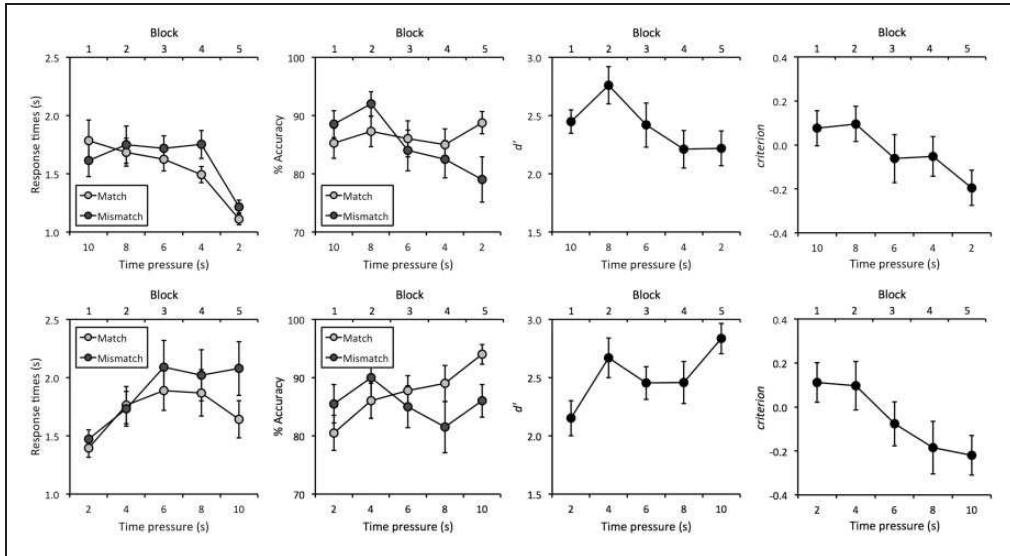 Block
1 2 3 4 5
2.5
2.0
1.5
1.0
Response times (s)
Match
Mismatch
10 8 6 4 2
Time pressure (s)
Block
1 2 3 4 5
100
90
80
70
% Accuracy
Match
Mismatch
10 8 6 4 2
Time pressure (s)
Block
1 2 3 4 5
3.0
2.5
2.0
1.5
d'
10 8 6 4 2
Time pressure (s)
Block
1 2 3 4 5
0.4
0.2
0.0
-0.2
-0.4
criterion
10 8 6 4 2
Time pressure (s)
Block
1 2 3 4 5
2.5
2.0
1.5
1.0
Response times (s)
Match
Mismatch
2 4 6 8 10
Time pressure (s)
Block
1 2 3 4 5
100
90
80
70
% Accuracy
Match
Mismatch
2 4 6 8 10
Time pressure (s)
Block
1 2 3 4 5
3.0
2.5
2.0
1.5
d'
2 4 6 8 10
Time pressure (s)
Block
1 2 3 4 5
0.4
0.2
0.0
-0.2
-0.4
criterion
2 4 6 8 10
Time pressure (s)